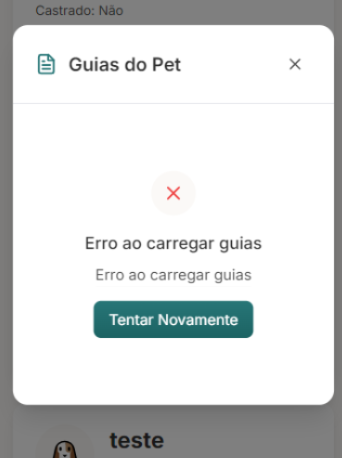 Castrado: Não
Guias do Pet
Erro ao carregar guias
Erro ao carregar guias
Tentar Novamente
teste